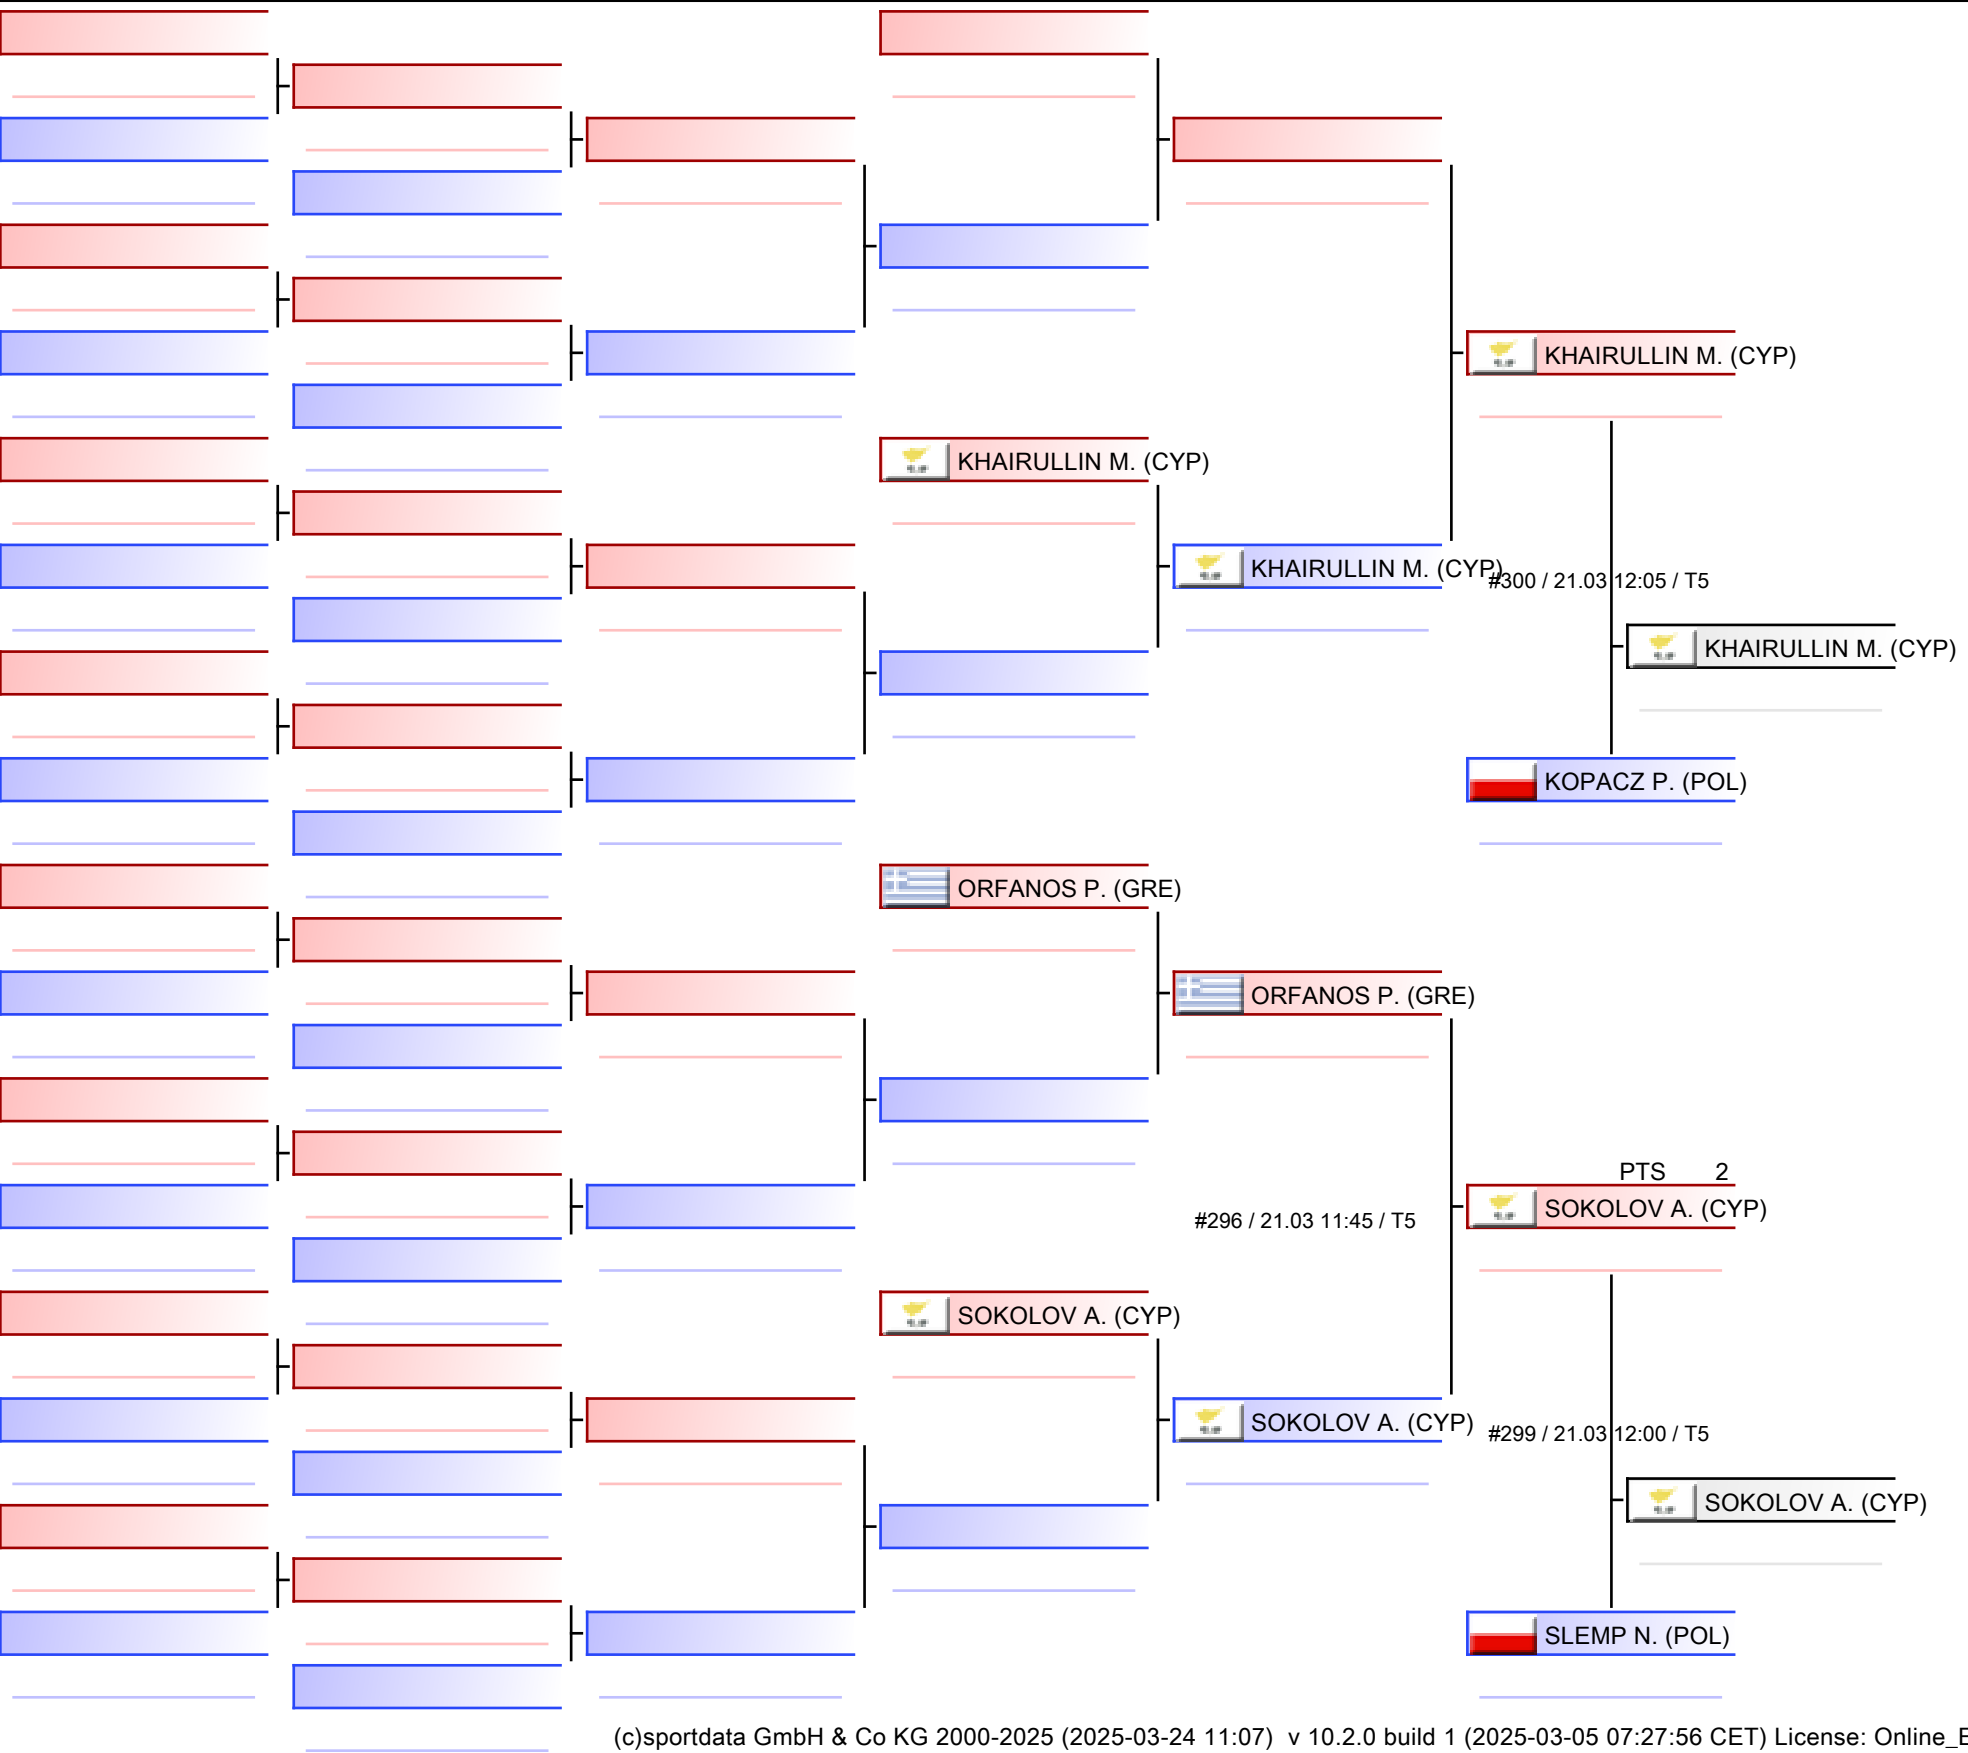 KHAIRULLIN M. (CYP)
KHAIRULLIN M. (CYP)
KHAIRULLIN M. (CYP)
#300 / 21.03 12:05 / T5
KHAIRULLIN M. (CYP)
KOPACZ P. (POL)
ORFANOS P. (GRE)
ORFANOS P. (GRE)
PTS 2
SOKOLOV A. (CYP)
#296 / 21.03 11:45 / T5
SOKOLOV A. (CYP)
SOKOLOV A. (CYP)
#299 / 21.03 12:00 / T5
SOKOLOV A. (CYP)
SLEMP N. (POL)
(c)sportdata GmbH & Co KG 2000-2025 (2025-03-24 11:07) v 10.2.0 build 1 (2025-03-05 07:27:56 CET) License: Online_E